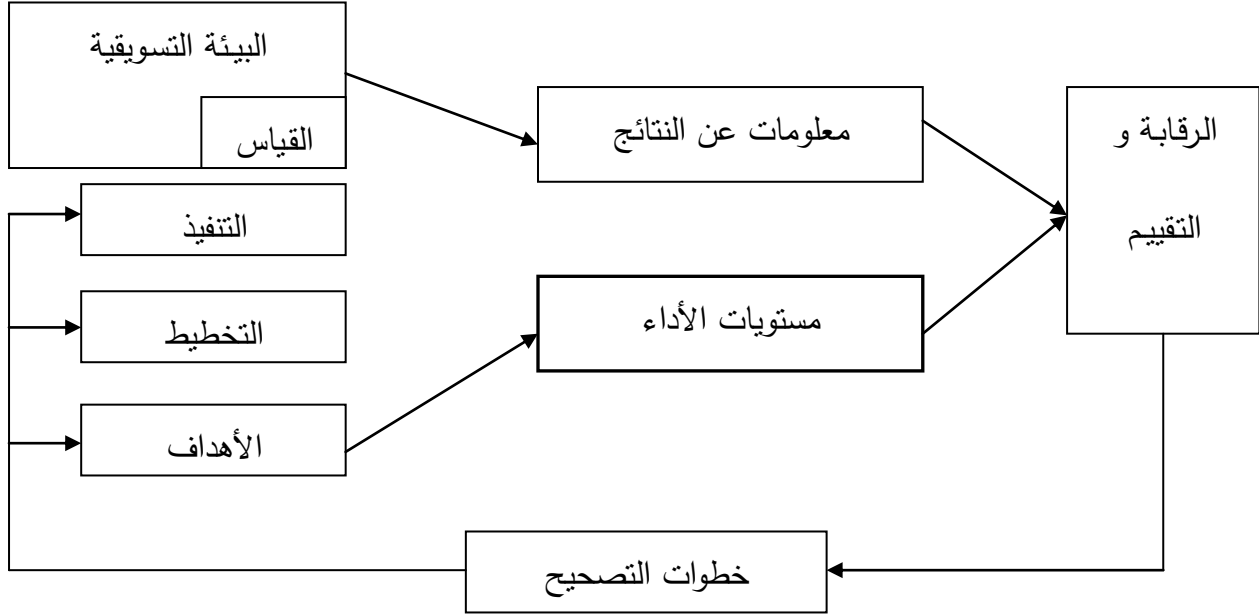 البيئة التسويقية
القياس
معلومات عن النتائج
الرقابة و
التقييم
التنفيذ
التخطيط
مستويات الأداء
الأهداف
خطوات التصحيح